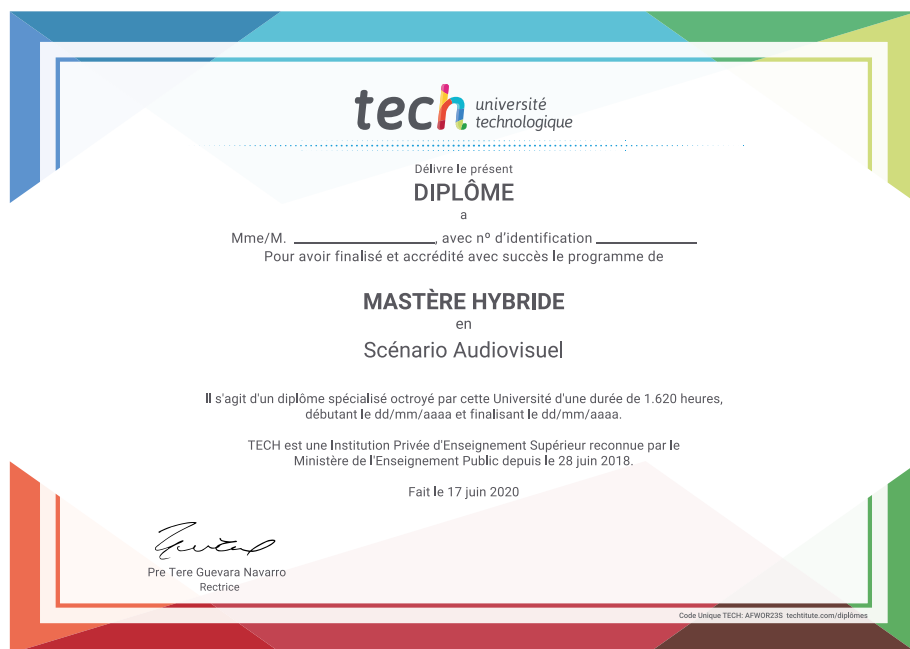 tech université
technologique
Délivre le présent
DIPLÔME
a
Mme/M. ____________, avec nº d'identification ____________
Pour avoir finalisé et accrédité avec succès le programme de
MASTÈRE HYBRIDE
en
Scénario Audiovisuel
Il s'agit d'un diplôme spécialisé octroyé par cette Université d'une durée de 1.620 heures,
débutant le dd/mm/aaaa et finalisant le dd/mm/aaaa.
TECH est une Institution Privée d'Enseignement Supérieur reconnue par le
Ministère de l'Enseignement Public depuis le 28 juin 2018.
Fait le 17 juin 2020
Pre Tere Guevara Navarro
Rectrice
Code Unique TECH: AFWOR23S techtitute.com/diplômes